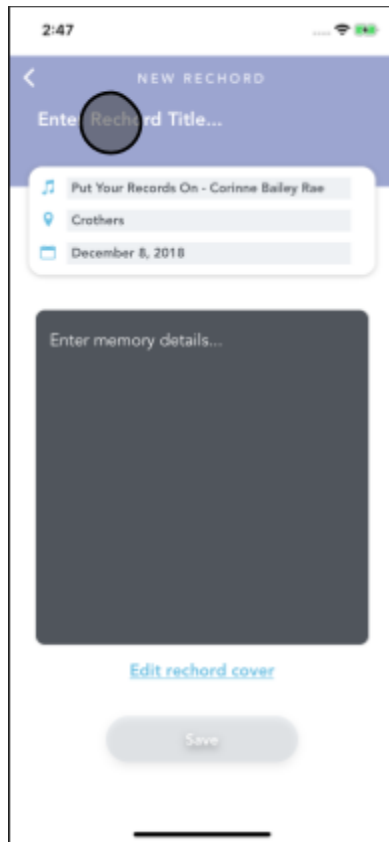 2:47
NEW RECHORD
Enter Rechord Title...
Put Your Records On - Corinne Bailey Rae
Crothers
December 8, 2018
Enter memory details...
Edit rechord cover
Save